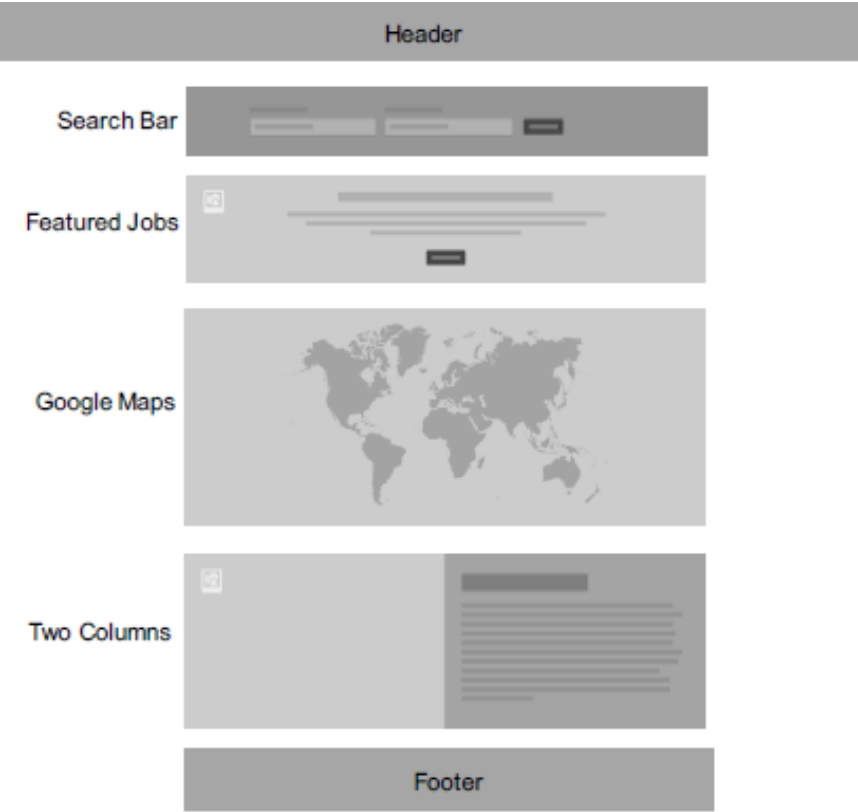 Header
Search Bar
Featured Jobs
Google Maps
Two Columns
Footer